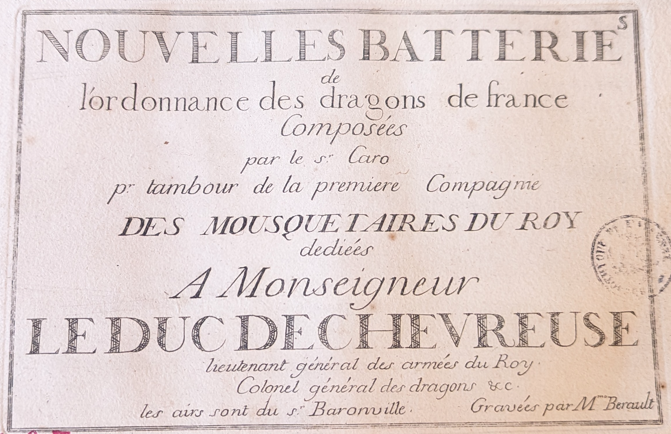 NOUVELLES BATTERIES
de
l'ordonnance des dragons de france
Composées
par le sr. Caro
pr. tambour de la premiere Compagnie
DES MOUSQUETAIRES DU ROY
dediées
A Monseigneur
LE DUC DE CHEVREUSE
lieutenant général des armées du Roy.
Colonel général des dragons &c.
les airs sont du sr. Baronville. Gravées par Mme Berault